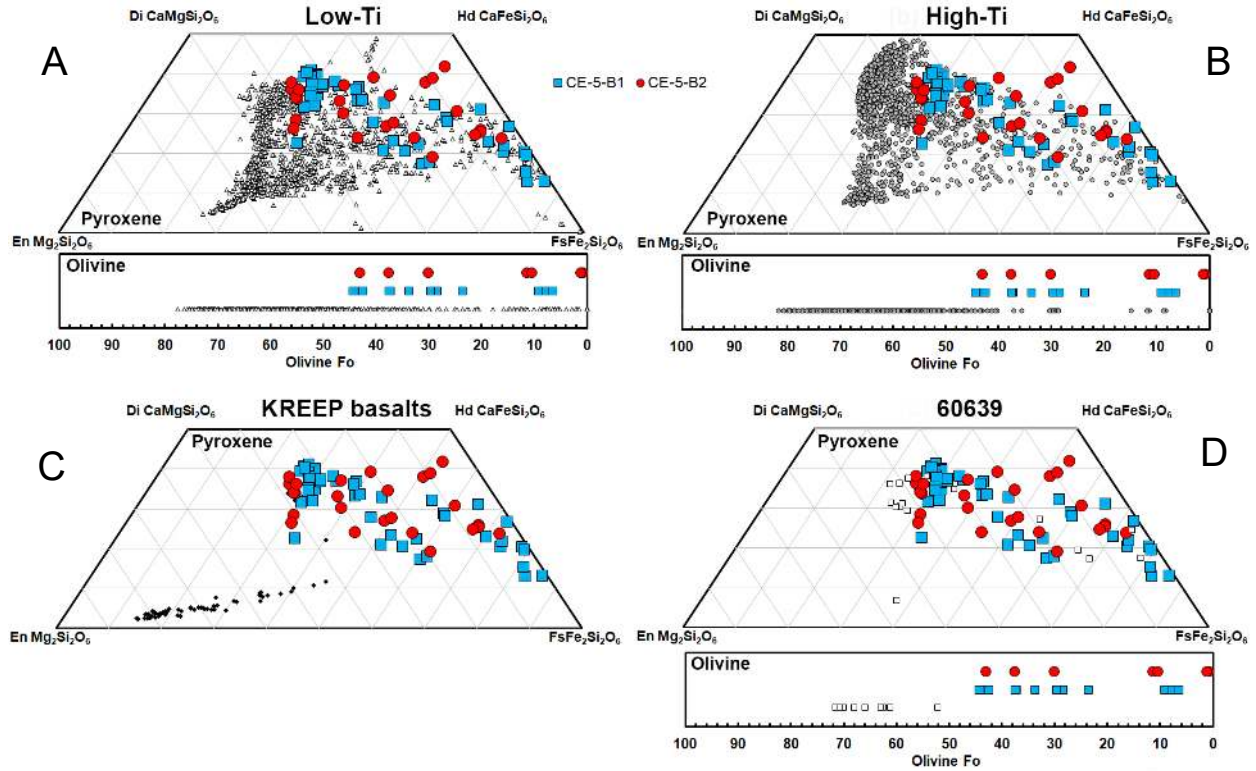 A
Low-Ti
Di CaMgSi₂O₆
Hd CaFeSi₂O₆
Pyroxene
En Mg₂Si₂O₆
FsFe₂Si₂O₆
Olivine
100 90 80 70 60 50 40 30 20 10 0
Olivine Fo
CE-5-B1 CE-5-B2
B
High-Ti
Di CaMgSi₂O₆
Hd CaFeSi₂O₆
Pyroxene
En Mg₂Si₂O₆
FsFe₂Si₂O₆
Olivine
100 90 80 70 60 50 40 30 20 10 0
Olivine Fo
C
KREEP basalts
Di CaMgSi₂O₆
Hd CaFeSi₂O₆
Pyroxene
En Mg₂Si₂O₆
FsFe₂Si₂O₆
D
60639
Di CaMgSi₂O₆
Hd CaFeSi₂O₆
Pyroxene
En Mg₂Si₂O₆
FsFe₂Si₂O₆
Olivine
100 90 80 70 60 50 40 30 20 10 0
Olivine Fo